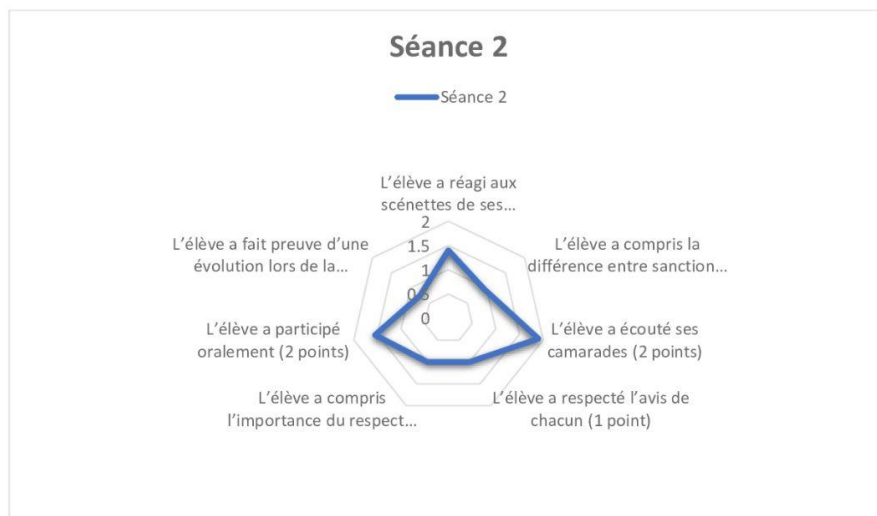 Séance 2
Séance 2
L'élève a réagi aux
scénettes de ses...
L'élève a fait preuve d'une
évolution lors de la...
L'élève a compris la
différence entre sanction...
2
1.5
1
0.5
0
L'élève a participé
oralement (2 points)
L'élève a écouté ses
camarades (2 points)
L'élève a compris
l'importance du respect...
L'élève a respecté l'avis de
chacun (1 point)